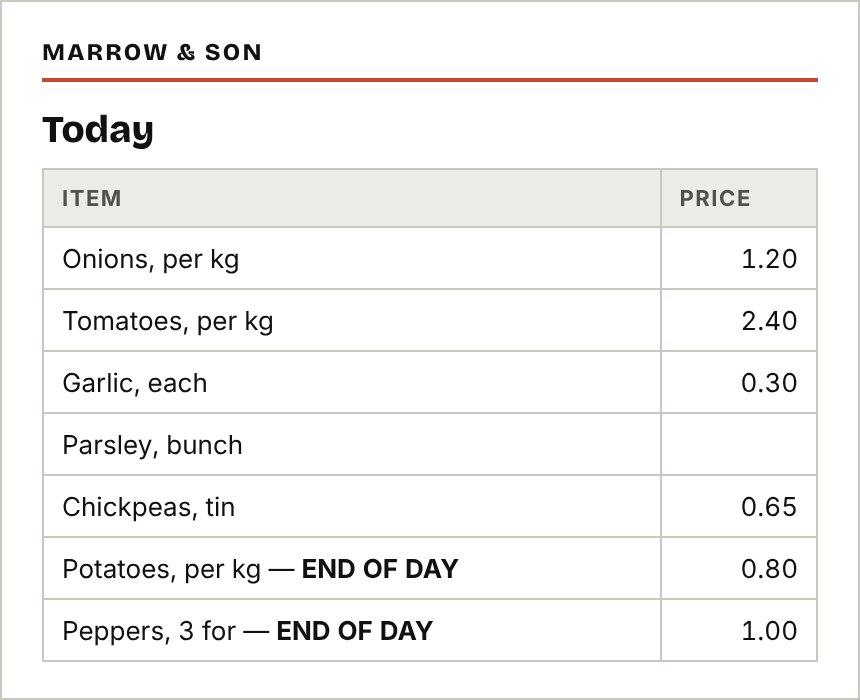 MARROW & SON
Today
ITEM PRICE
Onions, per kg 1.20
Tomatoes, per kg 2.40
Garlic, each 0.30
Parsley, bunch
Chickpeas, tin 0.65
Potatoes, per kg — END OF DAY 0.80
Peppers, 3 for — END OF DAY 1.00